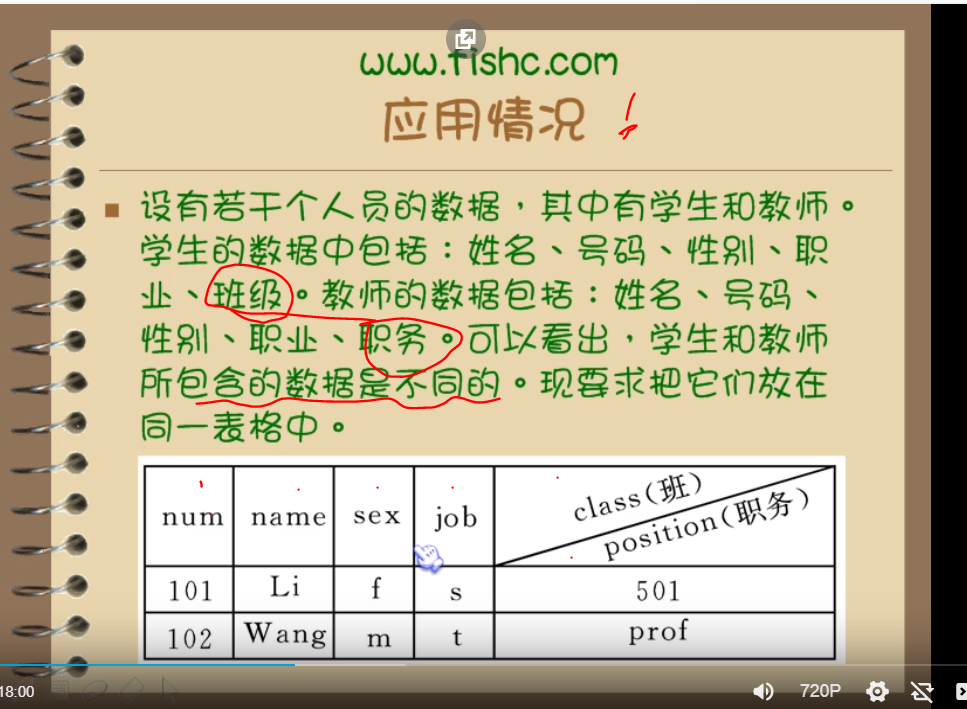 www.fishc.com
应用情况
设有若干个人员的数据，其中有学生和教师。
学生的数据中包括：姓名、号码、性别、职
业、班级。教师的数据包括：姓名、号码、
性别、职业、职务。可以看出，学生和教师
所包含的数据是不同的。现要求把它们放在
同一表格中。
num name sex job class(班) position(职务)
101 Li f s 501
102 Wang m t prof
18:00 720P